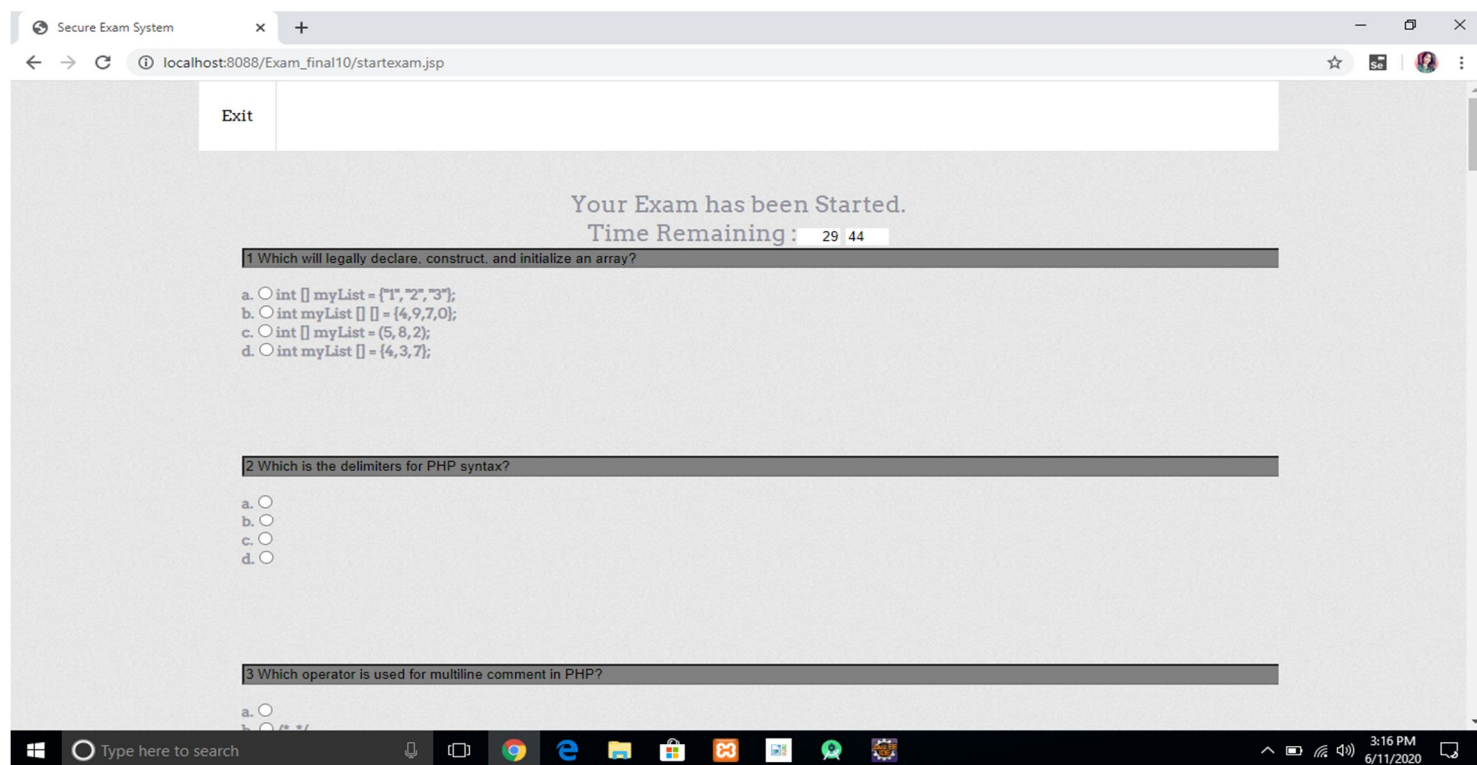 Secure Exam System
localhost:8088/Exam_final10/startexam.jsp
Se
Exit
Your Exam has been Started.
Time Remaining : 29 44
1 Which will legally declare, construct, and initialize an array?
a. int [] myList = {"1", "2", "3"};
b. int myList [] [] = {4,9,7,0};
c. int [] myList = (5, 8, 2);
d. int myList [] = {4, 3, 7};
2 Which is the delimiters for PHP syntax?
a.
b.
c.
d.
3 Which operator is used for multiline comment in PHP?
a.
b. /* */
Type here to search
3:16 PM
6/11/2020